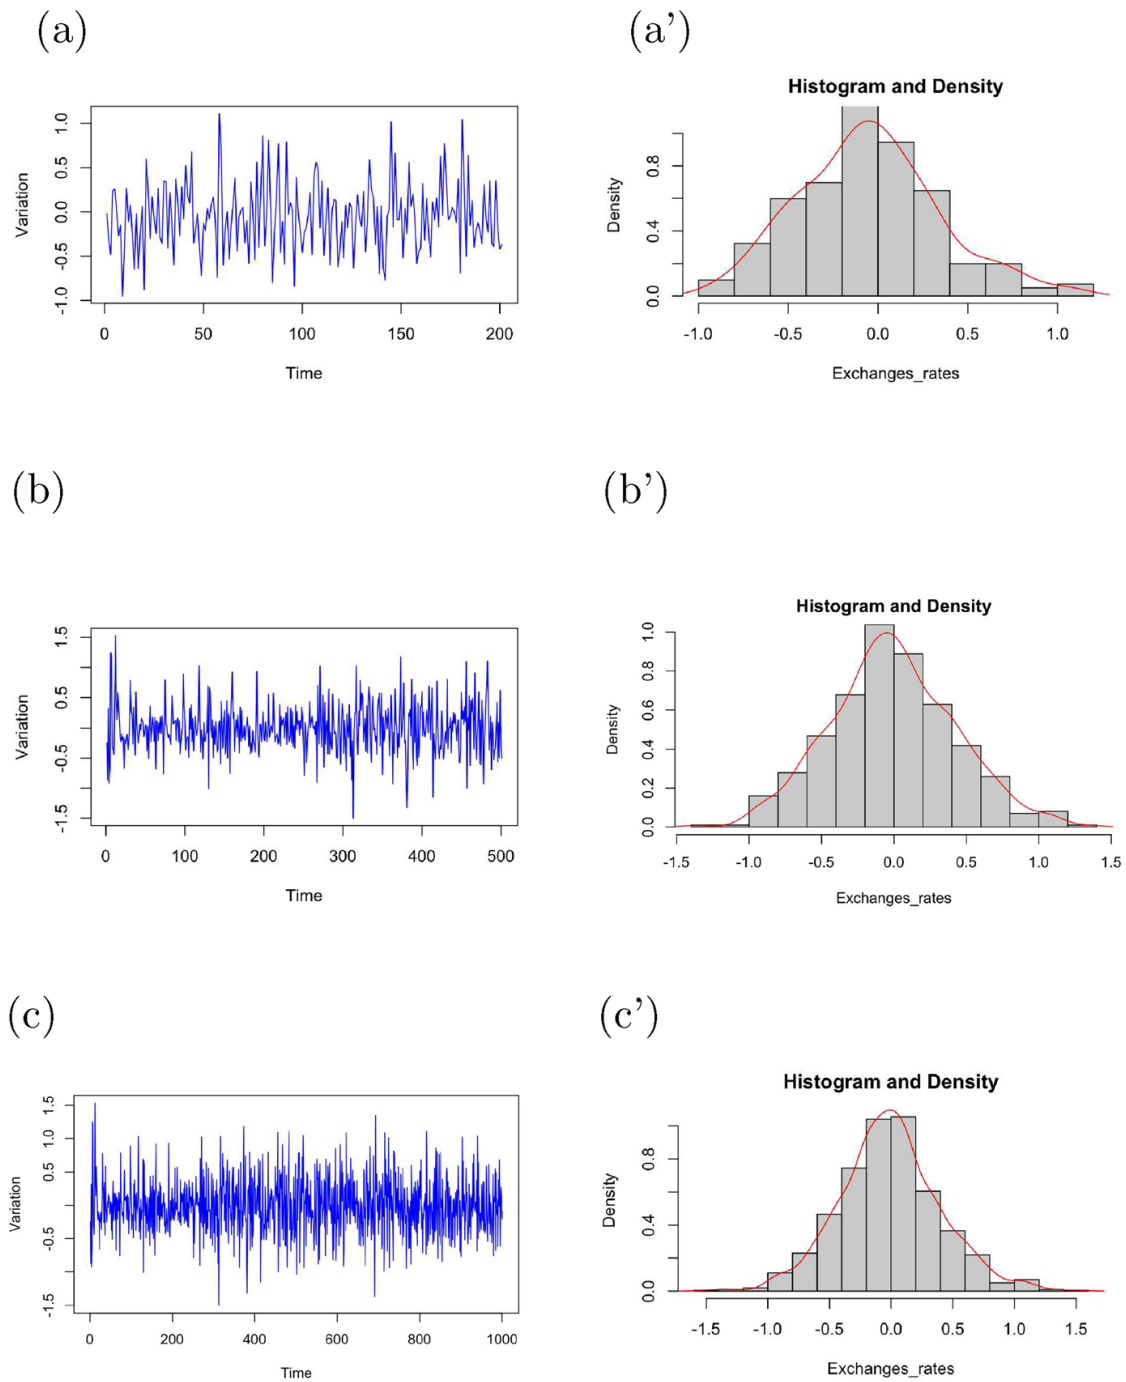 (a)
(a')
Histogram and Density
Variation
-1.0 -0.5 0.0 0.5 1.0
0 50 100 150 200
Time
Density
0.0 0.4 0.8
-1.0 -0.5 0.0 0.5 1.0
Exchanges_rates
(b)
(b')
Histogram and Density
Variation
-1.5 -0.5 0.5 1.5
0 100 200 300 400 500
Time
Density
0.0 0.2 0.4 0.6 0.8 1.0
-1.5 -1.0 -0.5 0.0 0.5 1.0 1.5
Exchanges_rates
(c)
(c')
Histogram and Density
Variation
-1.5 -0.5 0.5 1.0 1.5
0 200 400 600 800 1000
Time
Density
0.0 0.4 0.8
-1.5 -1.0 -0.5 0.0 0.5 1.0 1.5
Exchanges_rates